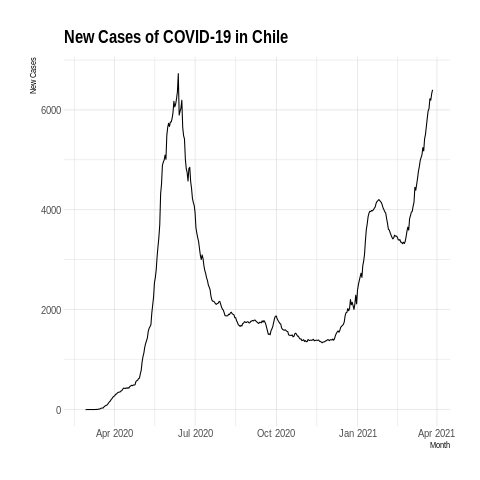 New Cases of COVID-19 in Chile
New Cases
6000
4000
2000
0
Apr 2020 Jul 2020 Oct 2020 Jan 2021 Apr 2021
Month